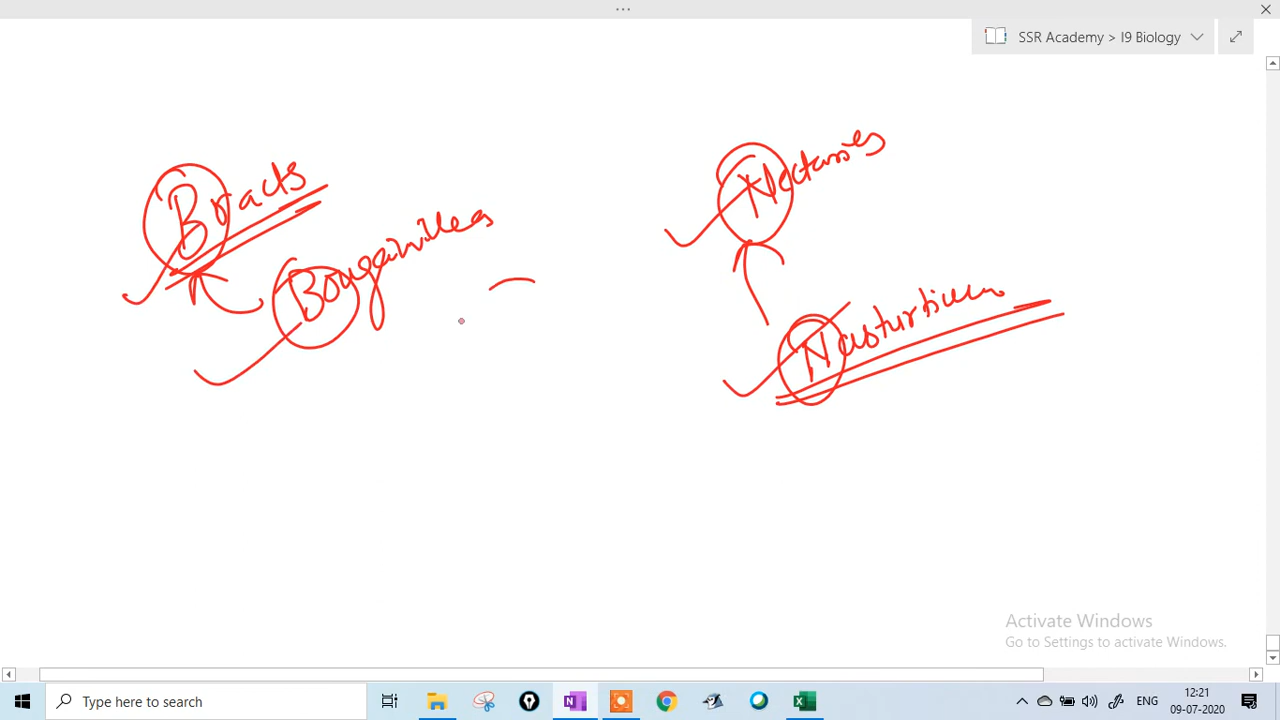 SSR Academy > I9 Biology
Bracts
Bougainvillea
Nectaries
Nasturtium
Activate Windows
Go to Settings to activate Windows.
Type here to search
ENG
12:21
09-07-2020